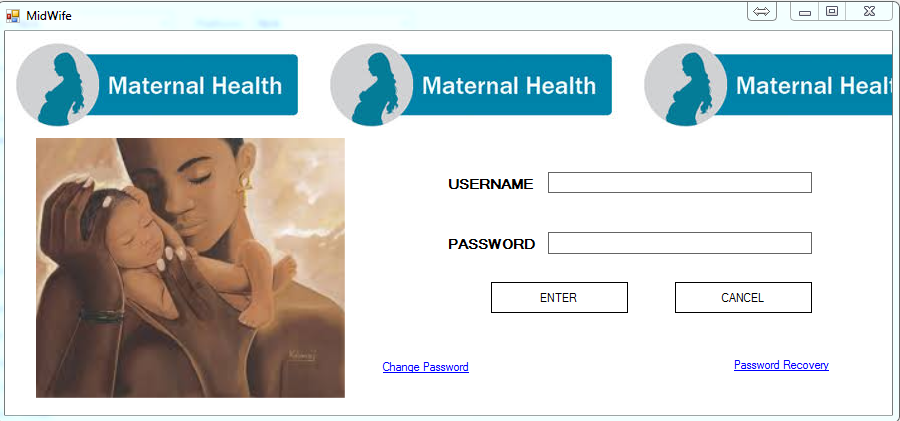 MidWife
Maternal Health
Maternal Health
Maternal Healt
USERNAME
PASSWORD
ENTER
CANCEL
Change Password
Password Recovery